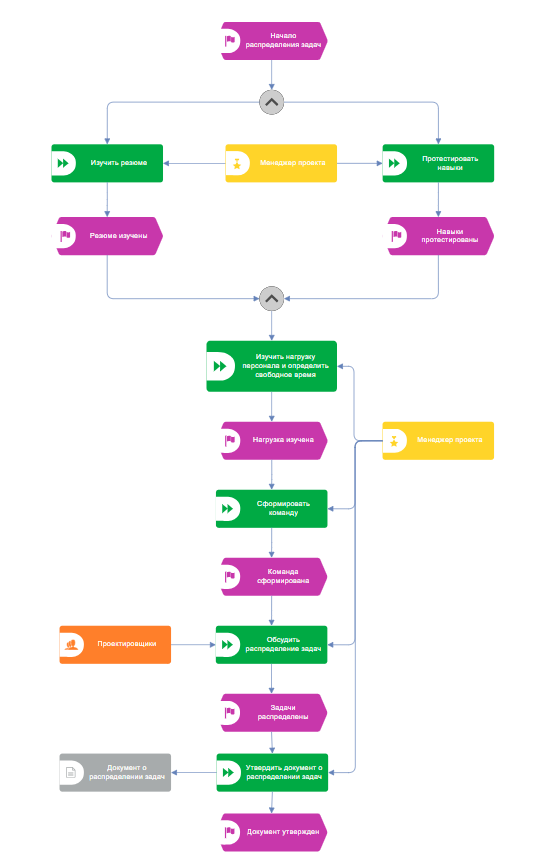 Начало
распределения задач
Изучить резюме
Менеджер проекта
Протестировать
навыки
Резюме изучены
Навыки
протестированы
Изучить нагрузку
персонала и определить
свободное время
Нагрузка изучена
Менеджер проекта
Сформировать
команду
Команда
сформирована
Проектировщики
Обсудить
распределение задач
Задачи
распределены
Документ о
распределении задач
Утвердить документ о
распределении задач
Документ утвержден